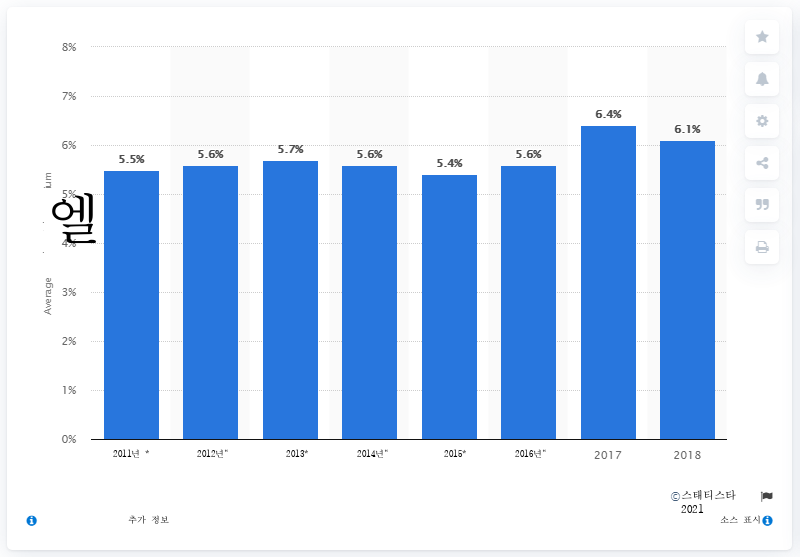 8%
7%
6%
5%
4%
3%
2%
1%
0%
Average
ium
엘
5.5%
5.6%
5.7%
5.6%
5.4%
5.6%
6.4%
6.1%
2011년 *
2012년"
2013*
2014년"
2015*
2016년"
2017
2018
©스태티스타
2021
추가 정보
소스 표시